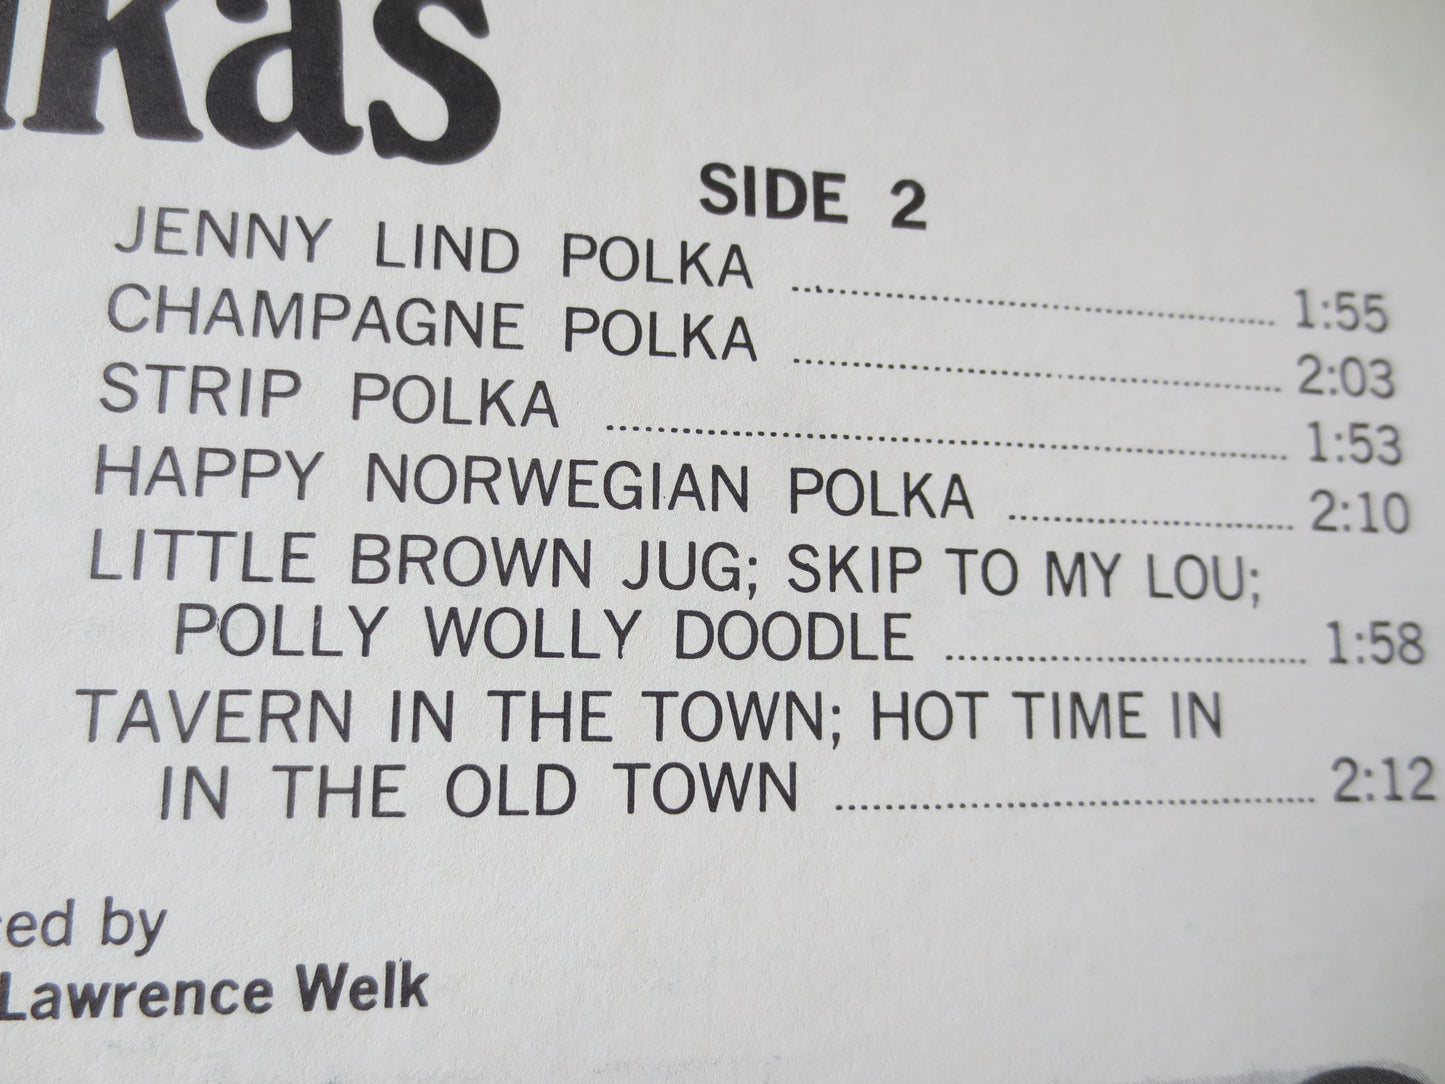 SIDE 2
JENNY LIND POLKA 1:55
CHAMPAGNE POLKA 2:03
STRIP POLKA 1:53
HAPPY NORWEGIAN POLKA 2:10
LITTLE BROWN JUG; SKIP TO MY LOU;
POLLY WOLLY DOODLE 1:58
TAVERN IN THE TOWN; HOT TIME IN
IN THE OLD TOWN 2:12
by
Lawrence Welk